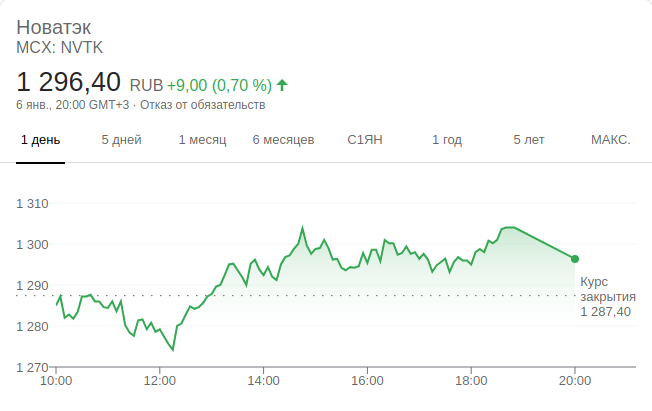 Новатэк
MCX: NVTK
1 296,40 RUB +9,00 (0,70 %)
6 янв., 20:00 GMT+3 · Отказ от обязательств
1 день 5 дней 1 месяц 6 месяцев С1ЯН 1 год 5 лет МАКС.
1 310
1 300
1 290
1 280
1 270
Курс
закрытия
1 287,40
10:00 12:00 14:00 16:00 18:00 20:00